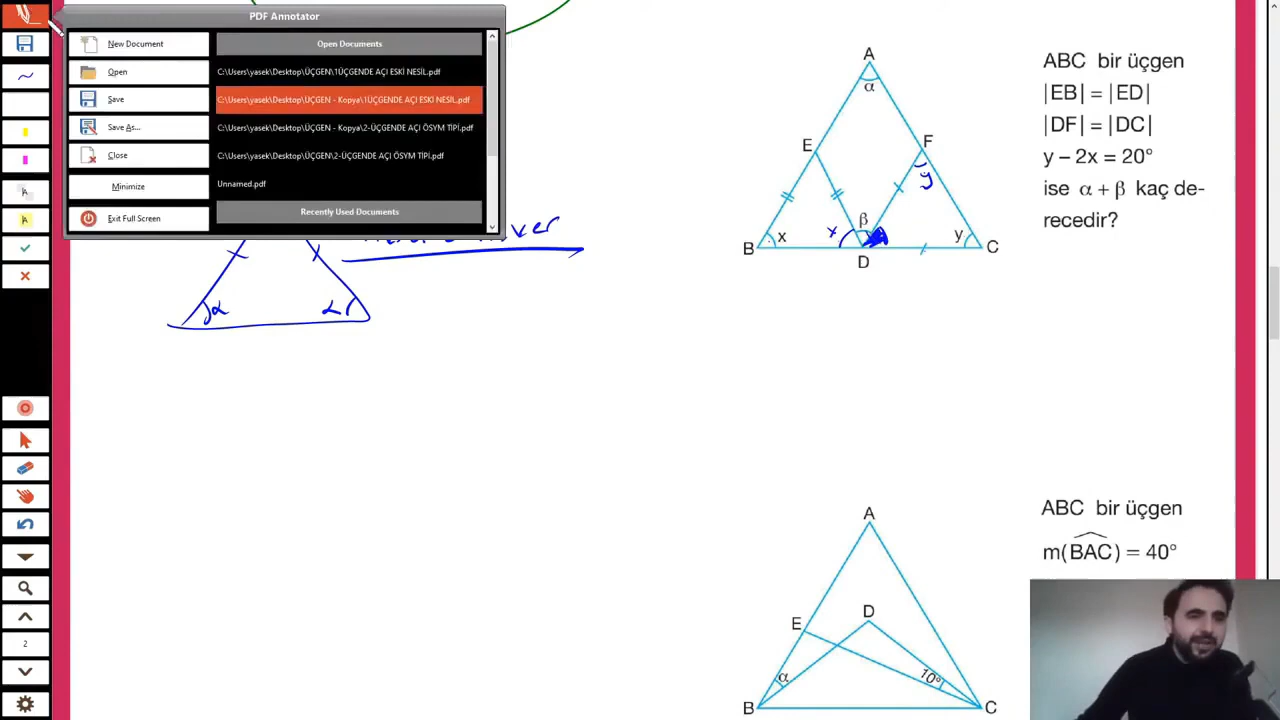 PDF Annotator
New Document
Open
Save
Save As...
Close
Minimize
Exit Full Screen
Open Documents
C:\Users\yasek\Desktop\ÜÇGEN\1ÜÇGENDE AÇI ESKİ NESİL.pdf
C:\Users\yasek\Desktop\ÜÇGEN - Kopya\1ÜÇGENDE AÇI ESKİ NESİL.pdf
C:\Users\yasek\Desktop\ÜÇGEN - Kopya\2-ÜÇGENDE AÇI ÖSYM TİPİ.pdf
C:\Users\yasek\Desktop\ÜÇGEN\2-ÜÇGENDE AÇI ÖSYM TİPİ.pdf
Unnamed.pdf
Recently Used Documents
α α
2
A
α
E F
y
x β
B x y C
D
ABC bir üçgen
|EB| = |ED|
|DF| = |DC|
y – 2x = 20°
ise α + β kaç de-
recedir?
A
E D
α 10°
B C
ABC bir üçgen
m(BAC) = 40°